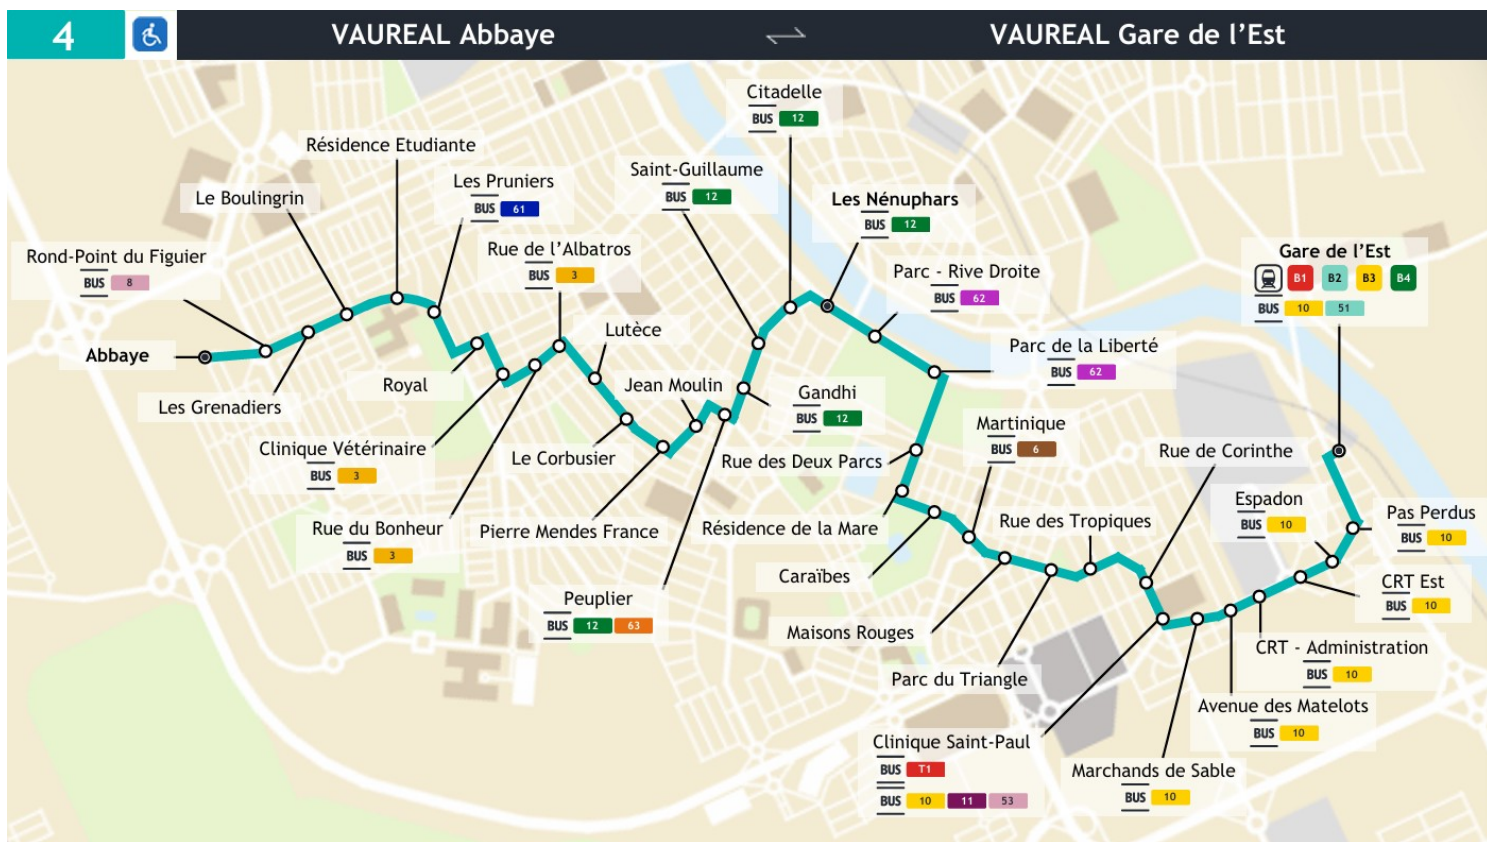 4 VAUREAL Abbaye VAUREAL Gare de l'Est
Citadelle
BUS 12
Résidence Etudiante
Saint-Guillaume
BUS 12
Les Pruniers
BUS 61
Le Boulingrin
Les Nénuphars
BUS 12
Rue de l'Albatros
BUS 3
Rond-Point du Figuier
BUS 8
Gare de l'Est
B1 B2 B3 B4
BUS 10 51
Parc - Rive Droite
BUS 62
Lutèce
Abbaye
Parc de la Liberté
BUS 62
Royal
Jean Moulin
Gandhi
BUS 12
Les Grenadiers
Martinique
BUS 6
Clinique Vétérinaire
BUS 3
Le Corbusier
Rue des Deux Parcs
Rue de Corinthe
Espadon
BUS 10
Pas Perdus
BUS 10
Rue du Bonheur
BUS 3
Pierre Mendes France
Résidence de la Mare
Rue des Tropiques
Caraïbes
CRT Est
BUS 10
Peuplier
BUS 12 63
Maisons Rouges
CRT - Administration
BUS 10
Parc du Triangle
Avenue des Matelots
BUS 10
Clinique Saint-Paul
BUS T1
BUS 10 11 53
Marchands de Sable
BUS 10